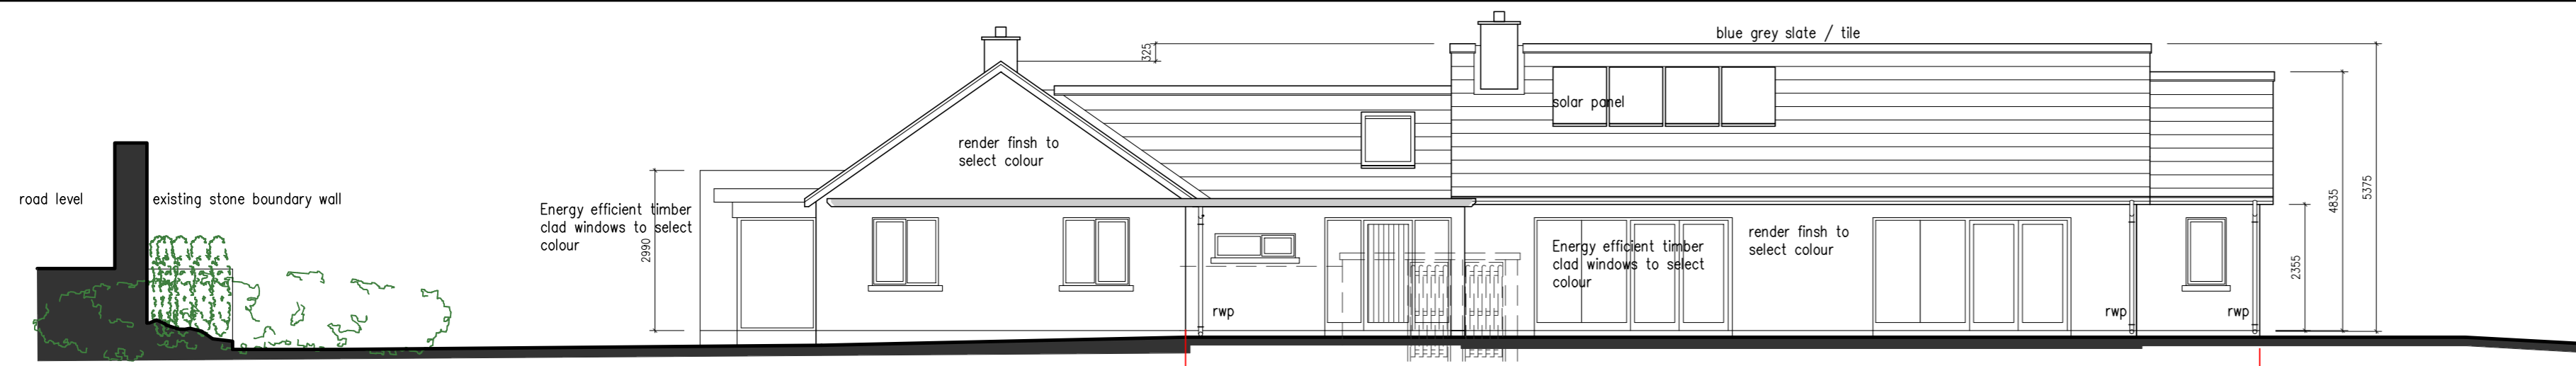 blue grey slate / tile
325
solar panel
render finsh to
select colour
road level
existing stone boundary wall
Energy efficient timber
clad windows to select
colour
2990
Energy efficient timber
clad windows to select
colour
render finsh to
select colour
rwp
rwp
rwp
2355
4835
5375